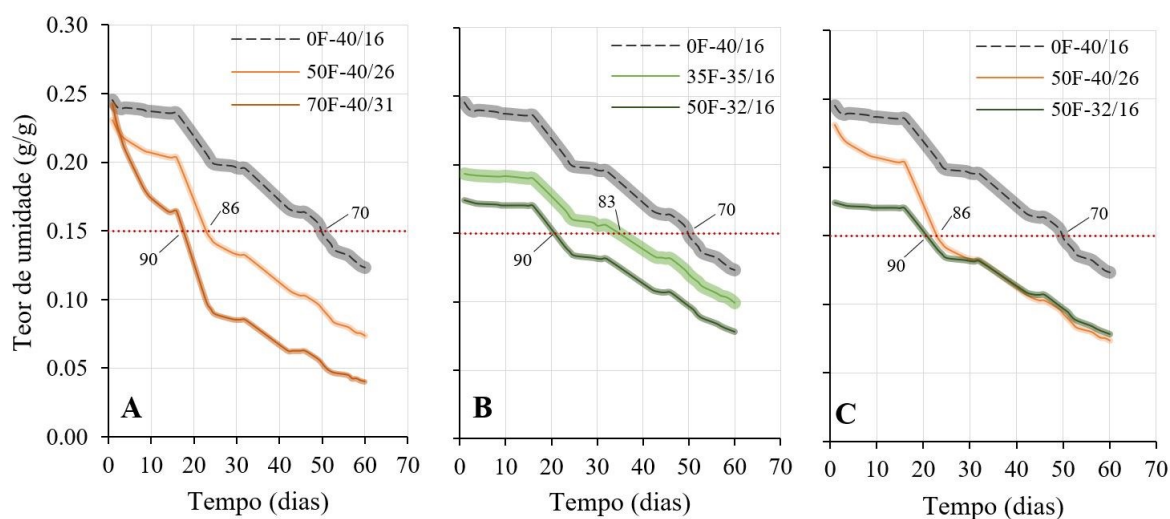 0.30
0.25
0.20
0.15
0.10
0.05
0.00
Teor de umidade (g/g)
0F-40/16
50F-40/26
70F-40/31
86
70
90
A
0 10 20 30 40 50 60 70
Tempo (dias)
0F-40/16
35F-35/16
50F-32/16
83
70
90
B
0 10 20 30 40 50 60 70
Tempo (dias)
0F-40/16
50F-40/26
50F-32/16
86
70
90
C
0 10 20 30 40 50 60 70
Tempo (dias)